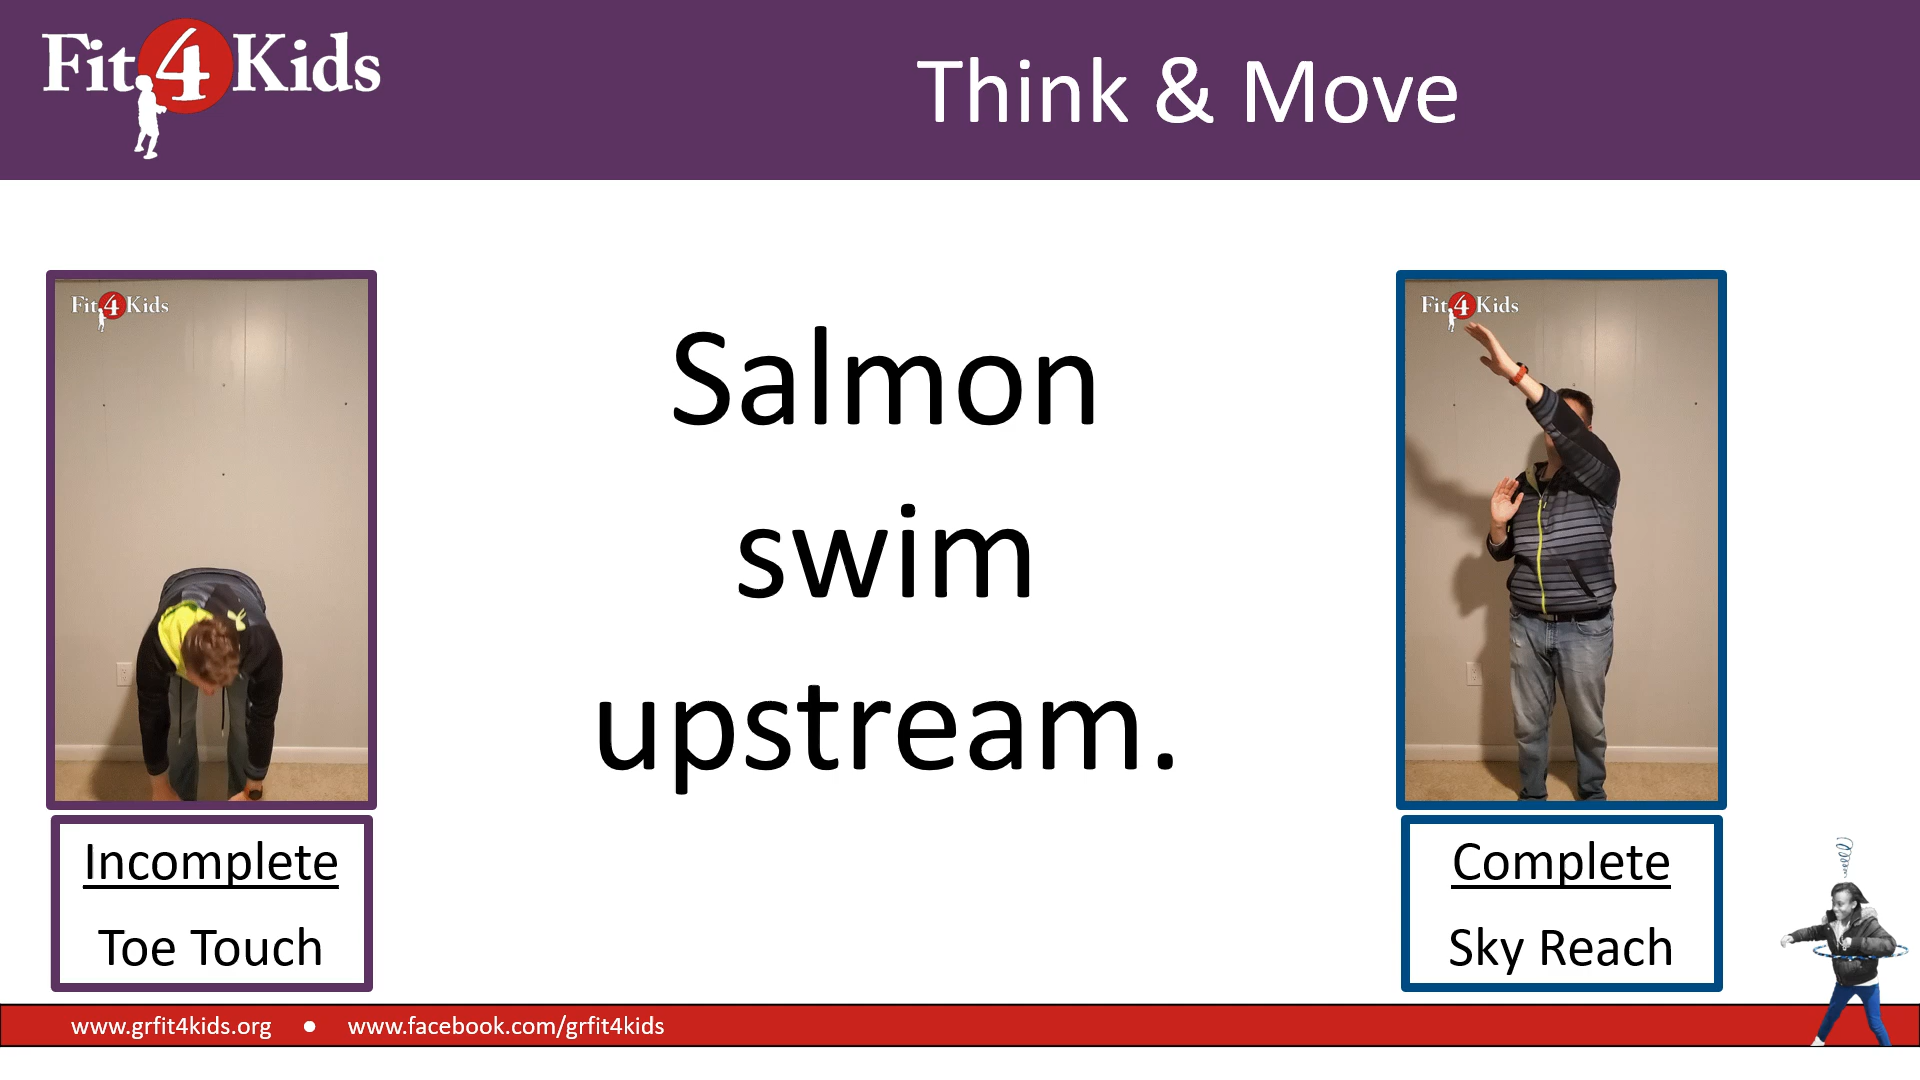 Fit 4 Kids
Think & Move
Fit 4 Kids
Salmon
swim
upstream.
Fit 4 Kids
Incomplete
Toe Touch
Complete
Sky Reach
www.grfit4kids.org • www.facebook.com/grfit4kids